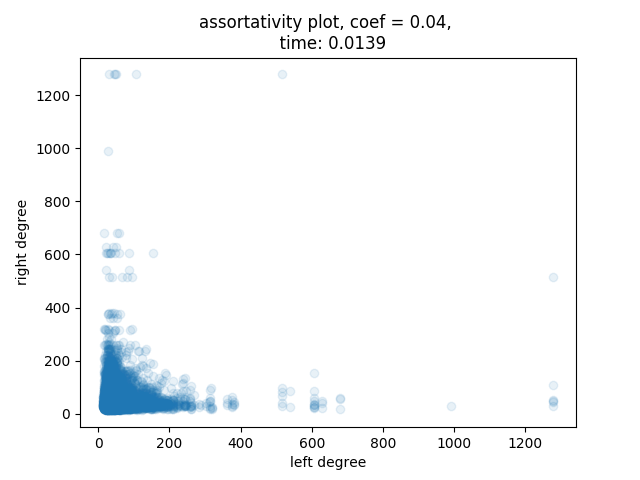 assortativity plot, coef = 0.04,
time: 0.0139
1200
1000
800
600
400
200
0
right degree
0 200 400 600 800 1000 1200
left degree